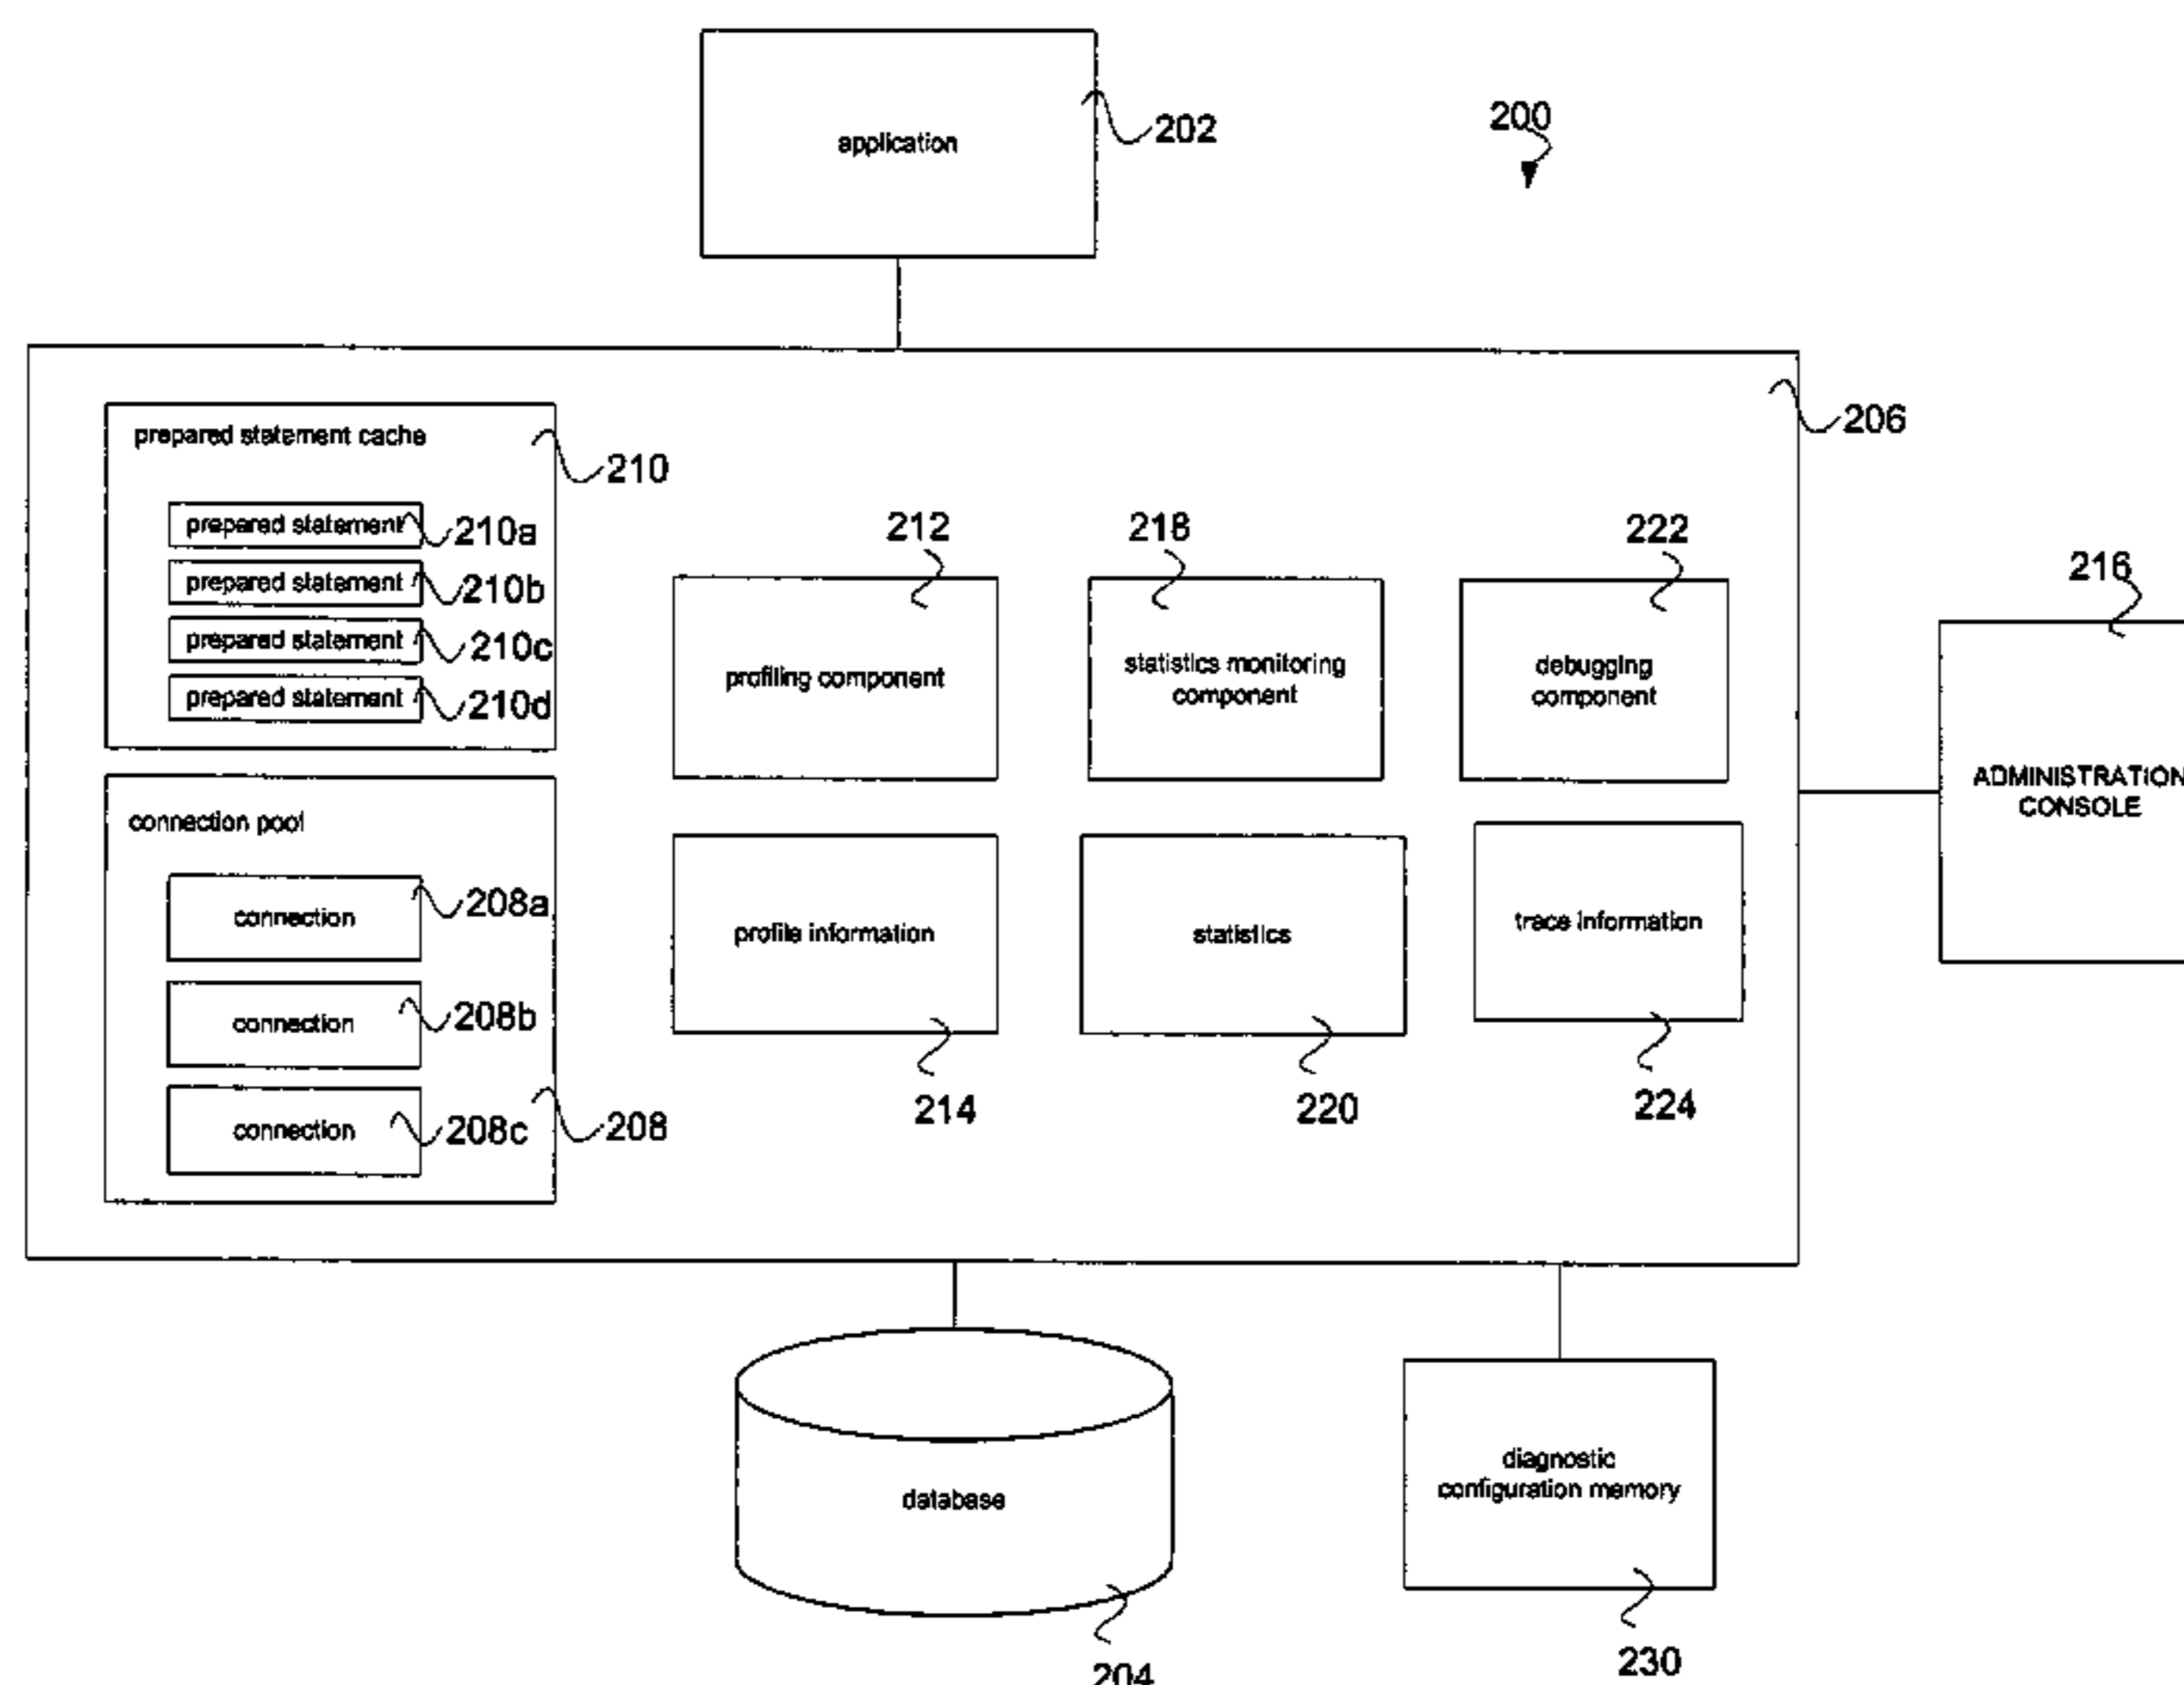 application
202
200
206
prepared statement cache
210
prepared statement
210a
prepared statement
210b
prepared statement
210c
prepared statement
210d
212
218
222
216
profiling component
statistics monitoring
component
debugging
component
ADMINISTRATION
CONSOLE
connection pool
connection
208a
connection
208b
connection
208c
208
profile information
statistics
trace information
214
220
224
database
diagnostic
configuration memory
204
230